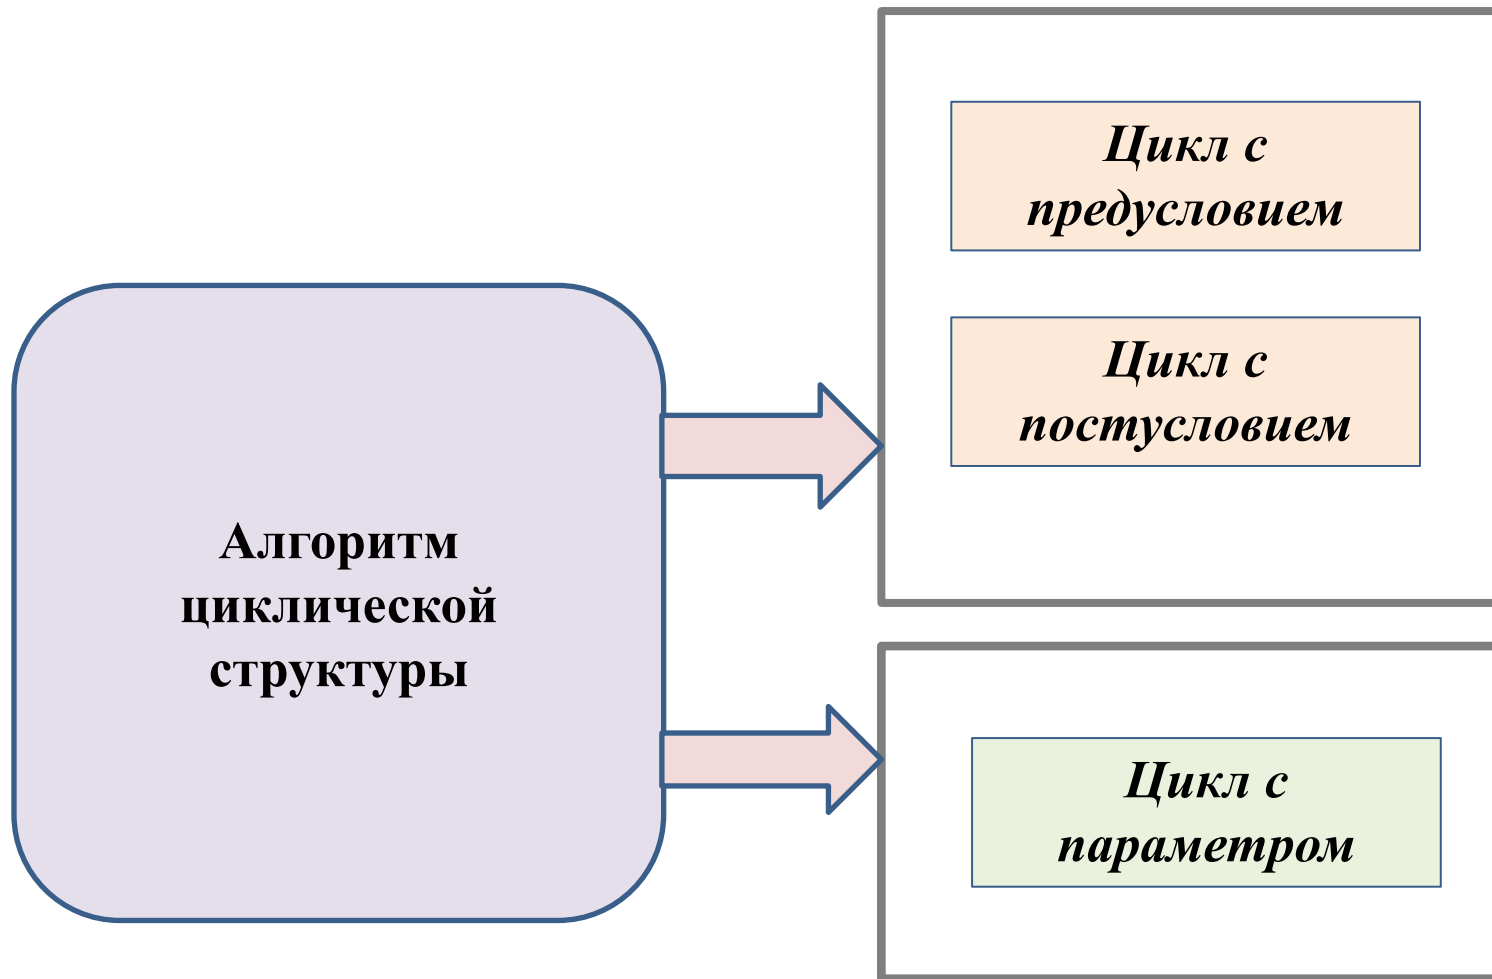 Цикл с
предусловием
Цикл с
постусловием
Алгоритм
циклической
структуры
Цикл с
параметром